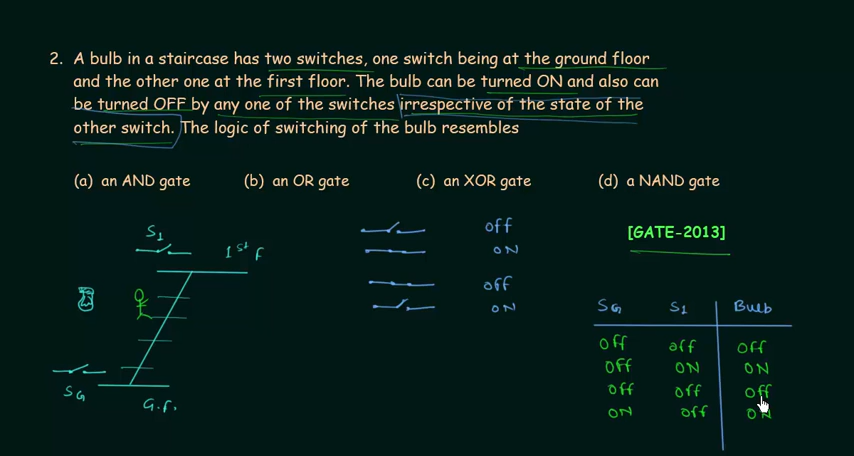 2. A bulb in a staircase has two switches, one switch being at the ground floor
and the other one at the first floor. The bulb can be turned ON and also can
be turned OFF by any one of the switches irrespective of the state of the
other switch. The logic of switching of the bulb resembles
(a) an AND gate (b) an OR gate (c) an XOR gate (d) a NAND gate
[GATE-2013]
S1
1st F
SG
G.F.
Off
ON
Off
ON
SG S1 Bulb
Off Off Off
Off ON ON
Off Off Off
ON Off ON